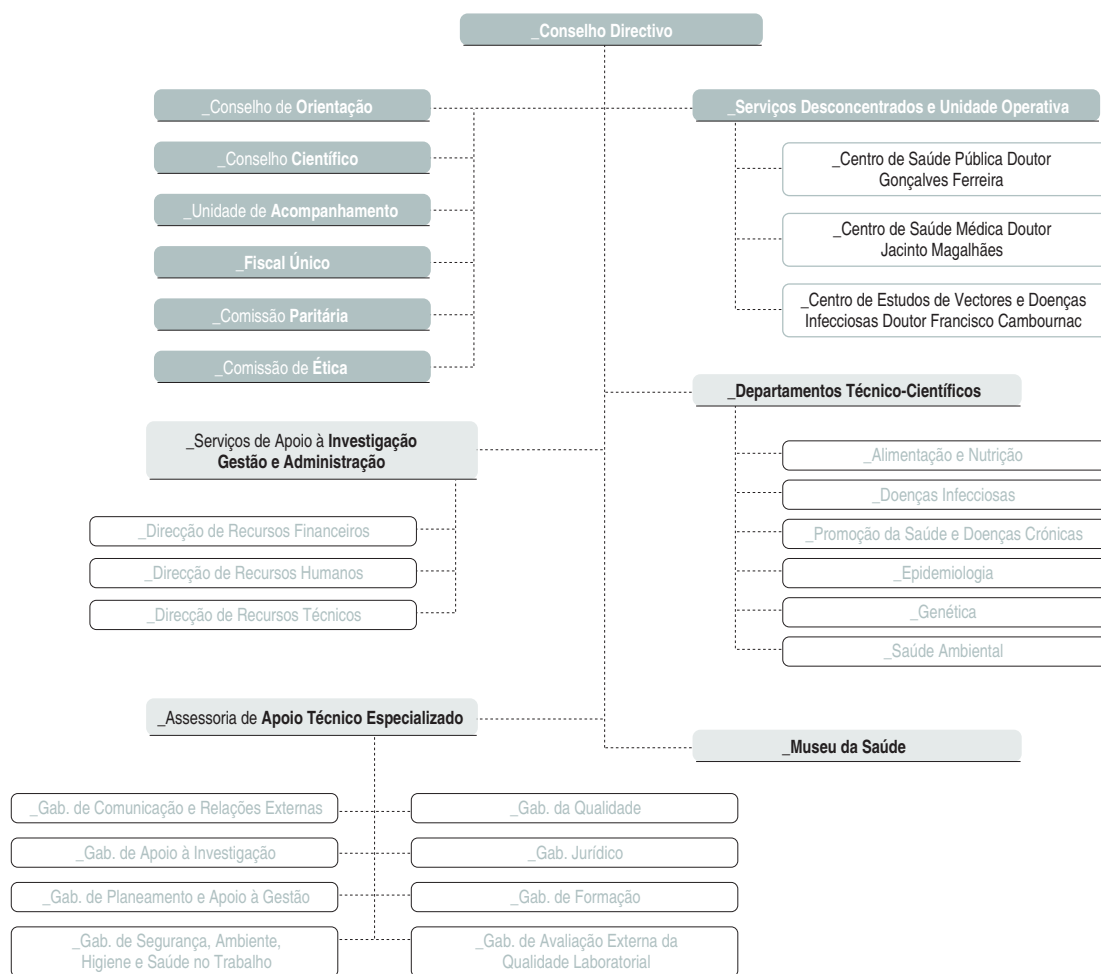 _Conselho Directivo
_Conselho de Orientação
_Conselho Científico
_Unidade de Acompanhamento
_Fiscal Único
_Comissão Paritária
_Comissão de Ética
_Serviços Desconcentrados e Unidade Operativa
_Centro de Saúde Pública Doutor
Gonçalves Ferreira
_Centro de Saúde Médica Doutor
Jacinto Magalhães
_Centro de Estudos de Vectores e Doenças
Infecciosas Doutor Francisco Cambournac
_Departamentos Técnico-Científicos
_Alimentação e Nutrição
_Doenças Infecciosas
_Promoção da Saúde e Doenças Crónicas
_Epidemiologia
_Genética
_Saúde Ambiental
_Serviços de Apoio à Investigação
Gestão e Administração
_Direcção de Recursos Financeiros
_Direcção de Recursos Humanos
_Direcção de Recursos Técnicos
_Assessoria de Apoio Técnico Especializado
_Museu da Saúde
_Gab. de Comunicação e Relações Externas
_Gab. de Apoio à Investigação
_Gab. de Planeamento e Apoio à Gestão
_Gab. de Segurança, Ambiente,
Higiene e Saúde no Trabalho
_Gab. da Qualidade
_Gab. Jurídico
_Gab. de Formação
_Gab. de Avaliação Externa da
Qualidade Laboratorial